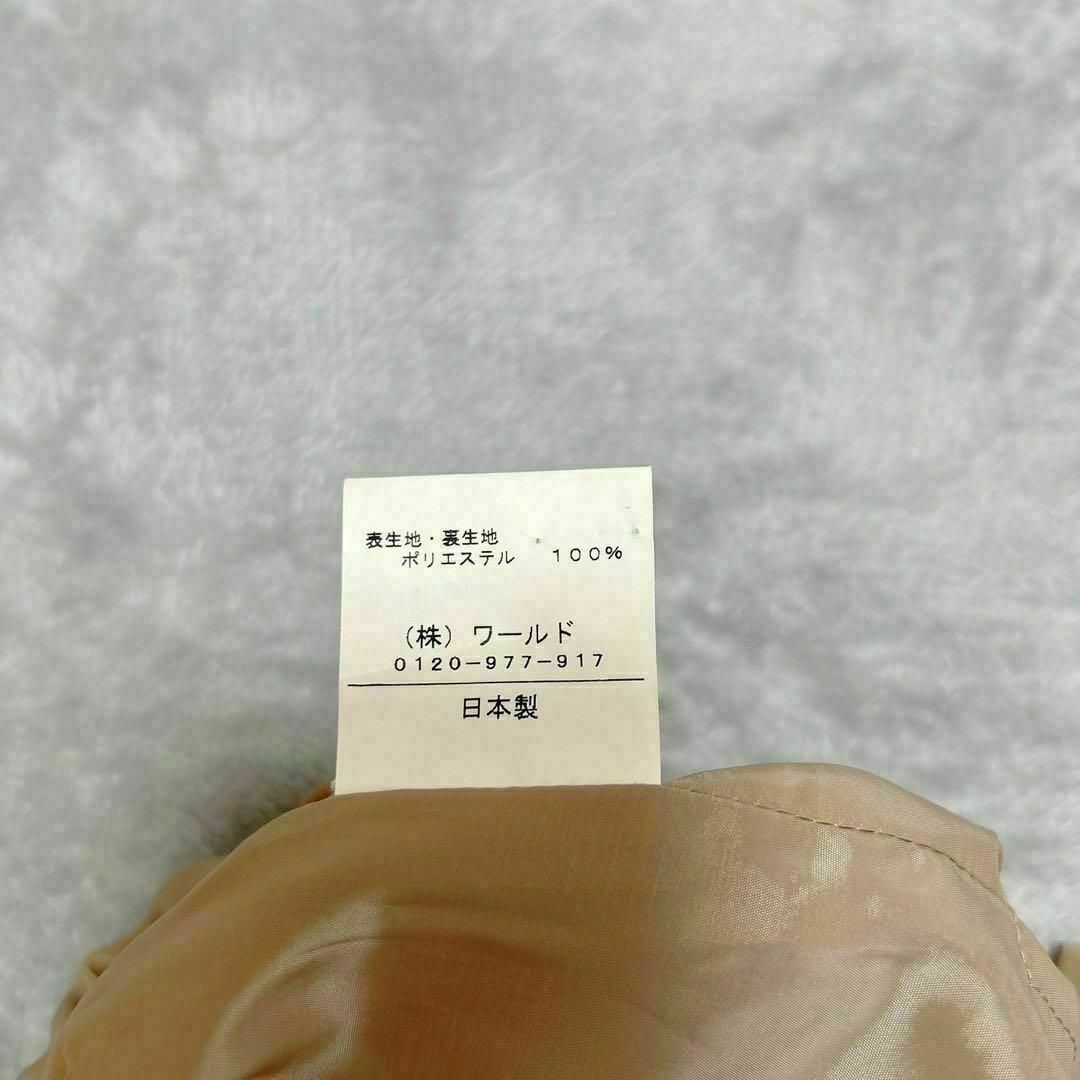 表生地・裏生地
ポリエステル　１００％
（株）ワールド
０１２０－９７７－９１７
日本製